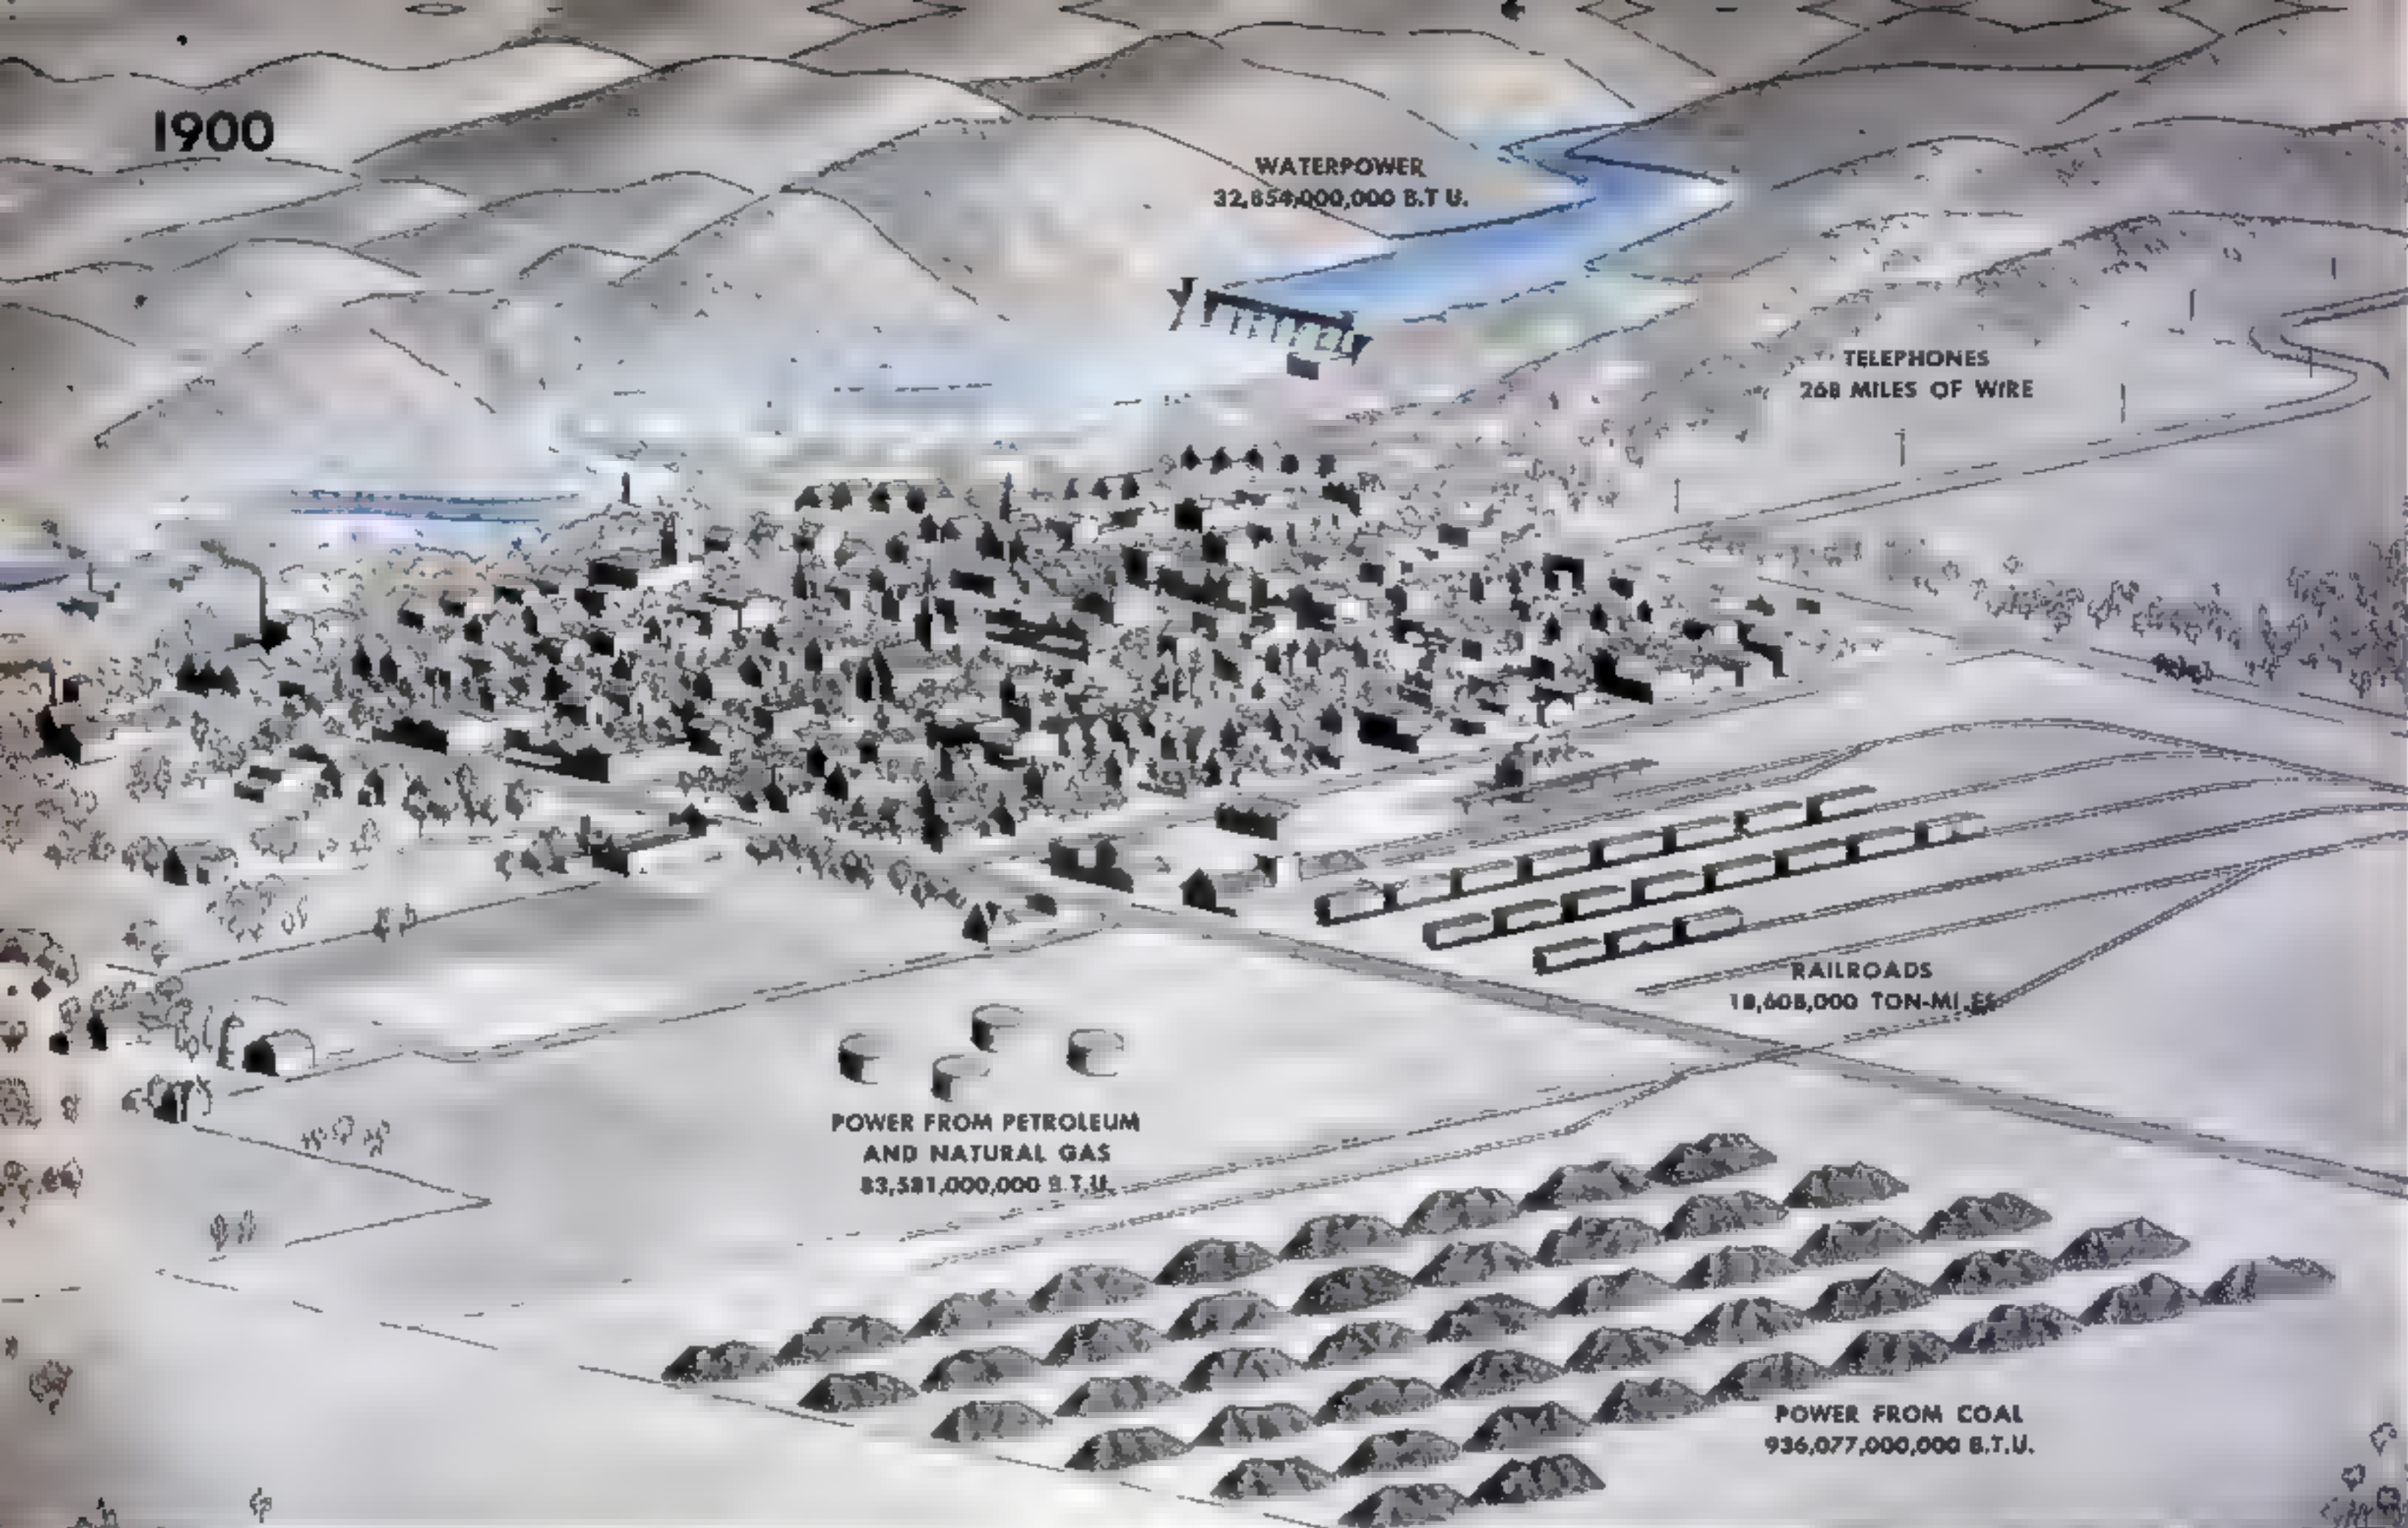 1900
WATERPOWER
32,854,000,000 B.T.U.
TELEPHONES
268 MILES OF WIRE
RAILROADS
18,608,000 TON-MILES
POWER FROM PETROLEUM
AND NATURAL GAS
83,581,000,000 B.T.U.
POWER FROM COAL
936,077,000,000 B.T.U.